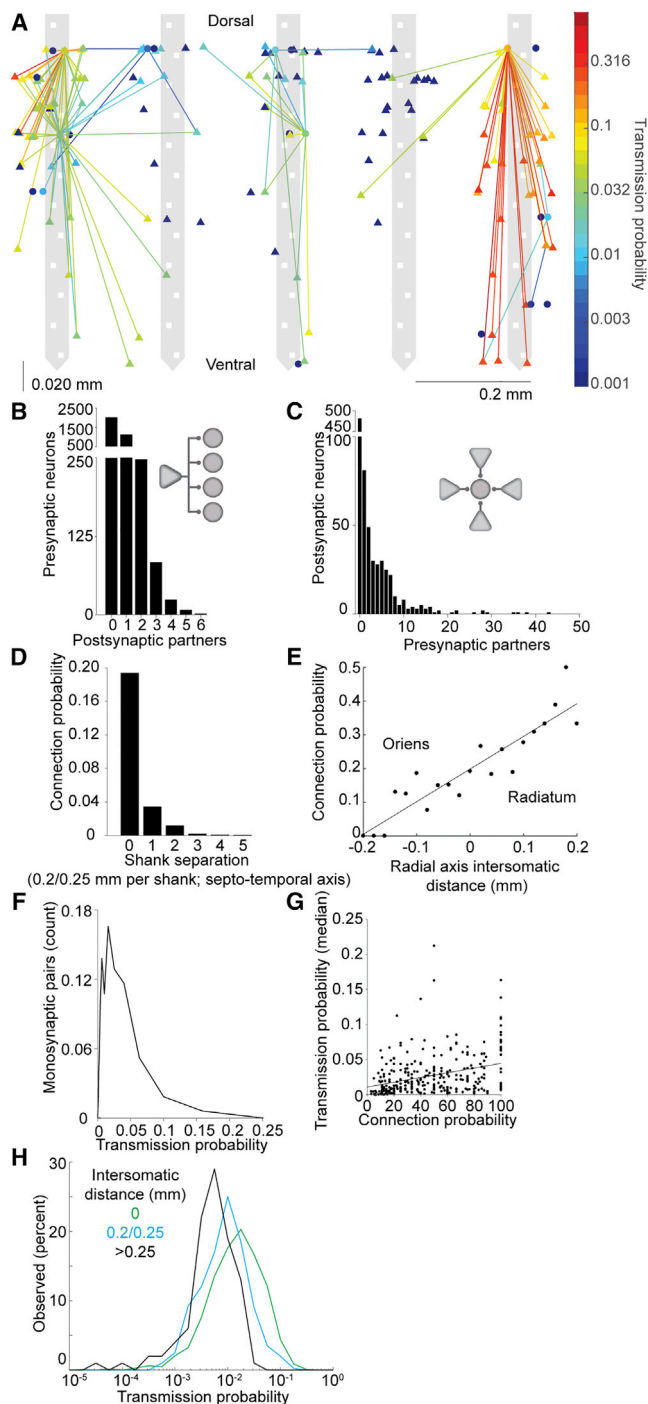 A
Dorsal
Ventral
0.020 mm
0.2 mm
0.316
0.1
0.032
0.01
0.003
0.001
Transmission probability
B
2500
1500
500
250
125
0
Presynaptic neurons
0 1 2 3 4 5 6
Postsynaptic partners
C
500
450
100
50
0
Postsynaptic neurons
0 10 20 30 40 50
Presynaptic partners
D
0.20
0.16
0.12
0.08
0.04
0
Connection probability
0 1 2 3 4 5
Shank separation
(0.2/0.25 mm per shank; septo-temporal axis)
E
0.5
0.4
0.3
0.2
0.1
0
Connection probability
Oriens
Radiatum
-0.2 -0.1 0 0.1 0.2
Radial axis intersomatic
distance (mm)
F
0.18
0.12
0.06
0
Monosynaptic pairs (count)
0 0.05 0.10 0.15 0.20 0.25
Transmission probability
G
0.25
0.2
0.15
0.1
0.05
0
Transmission probability (median)
0 20 40 60 80 100
Connection probability
H
30
20
10
0
Observed (percent)
Intersomatic
distance (mm)
0
0.2/0.25
>0.25
10⁻⁵ 10⁻⁴ 10⁻³ 10⁻² 10⁻¹ 10⁰
Transmission probability